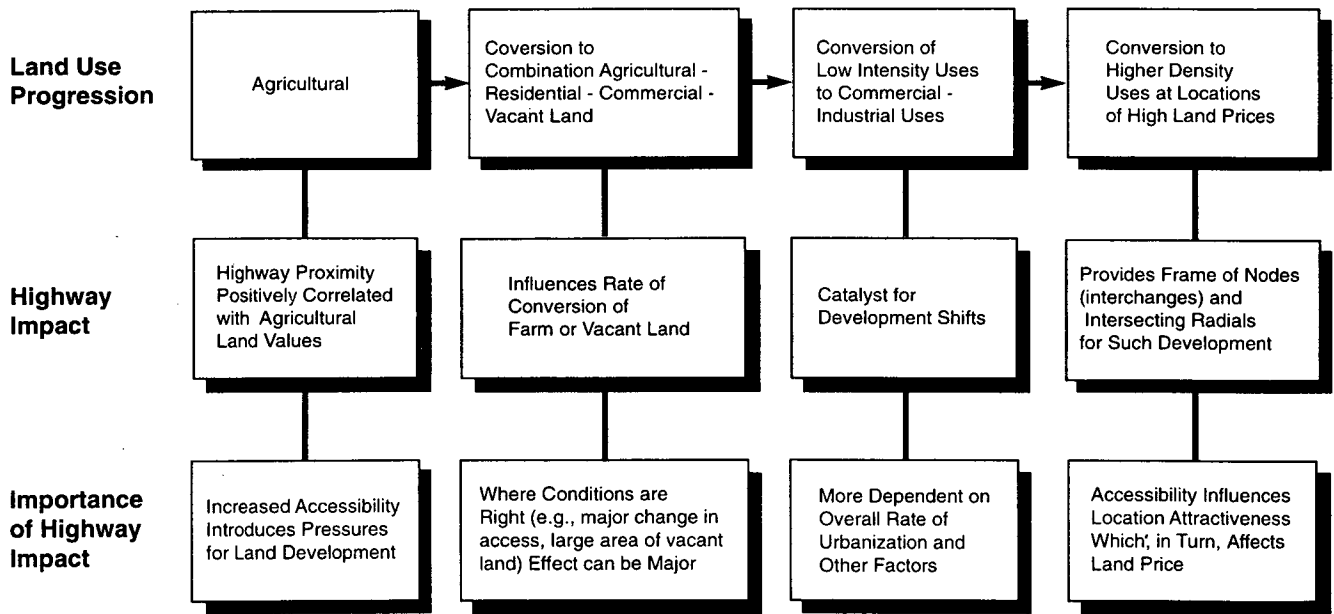 Land Use
Progression
Agricultural
Coversion to
Combination Agricultural -
Residential - Commercial -
Vacant Land
Conversion of
Low Intensity Uses
to Commercial -
Industrial Uses
Conversion to
Higher Density
Uses at Locations
of High Land Prices
Highway
Impact
Highway Proximity
Positively Correlated
with Agricultural
Land Values
Influences Rate of
Conversion of
Farm or Vacant Land
Catalyst for
Development Shifts
Provides Frame of Nodes
(interchanges) and
Intersecting Radials
for Such Development
Importance
of Highway
Impact
Increased Accessibility
Introduces Pressures
for Land Development
Where Conditions are
Right (e.g., major change in
access, large area of vacant
land) Effect can be Major
More Dependent on
Overall Rate of
Urbanization and
Other Factors
Accessibility Influences
Location Attractiveness
Which, in Turn, Affects
Land Price